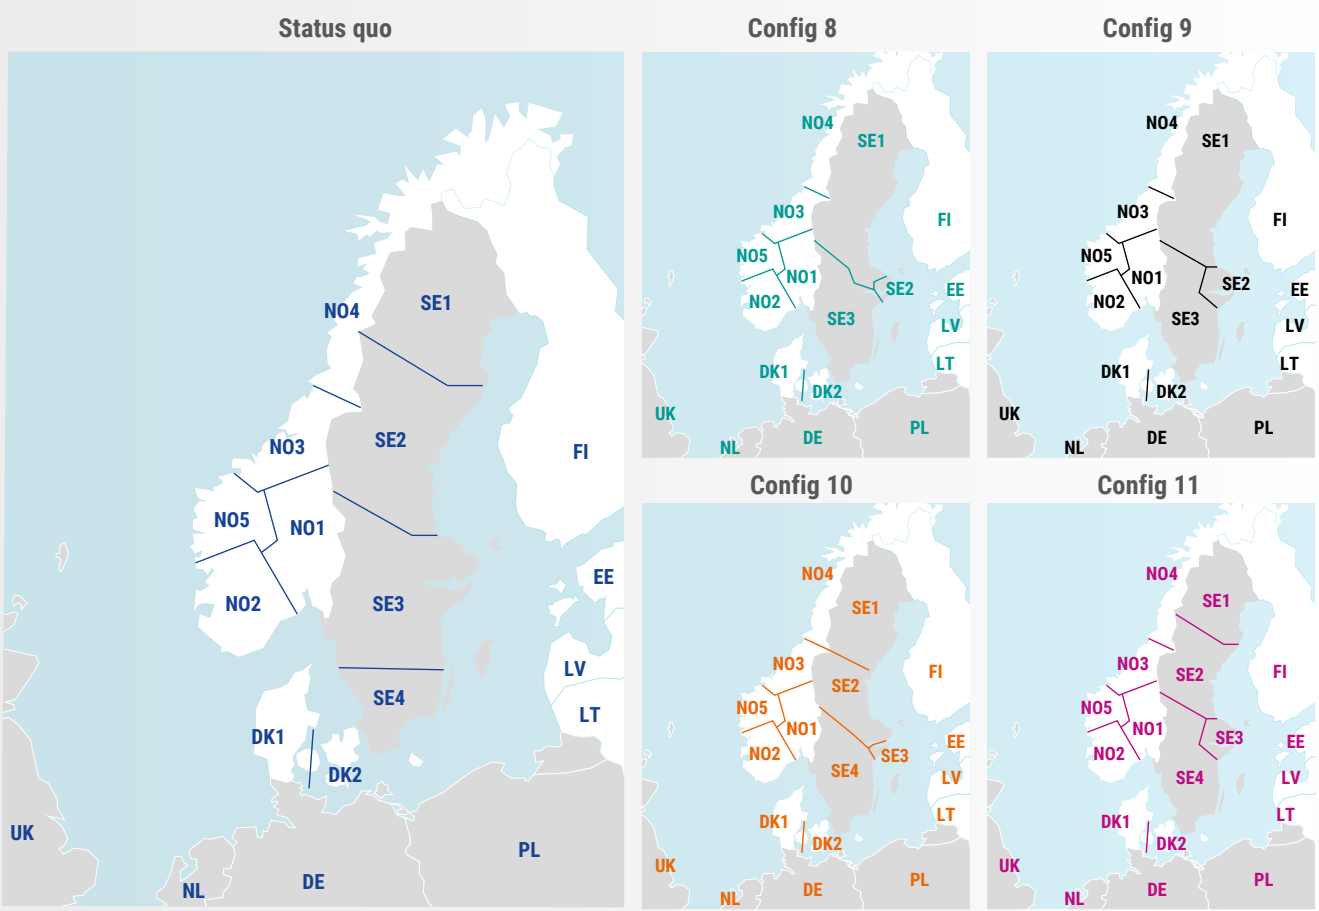 Status quo
NO4
SE1
SE2
NO3
FI
NO5
NO1
EE
NO2
SE3
LV
SE4
LT
DK1
DK2
UK
PL
DE
NL
Config 8
NO4
SE1
NO3
FI
NO5
NO1
SE2
EE
NO2
SE3
LV
LT
DK1
DK2
UK
PL
DE
NL
Config 9
NO4
SE1
NO3
FI
NO5
NO1
SE2
EE
NO2
SE3
LV
LT
DK1
DK2
UK
PL
DE
NL
Config 10
NO4
SE1
NO3
FI
SE2
NO5
NO1
EE
NO2
SE3
SE4
LV
LT
DK1
DK2
UK
PL
DE
NL
Config 11
NO4
SE1
NO3
FI
SE2
NO5
NO1
SE3
EE
NO2
SE4
LV
LT
DK1
DK2
UK
PL
DE
NL